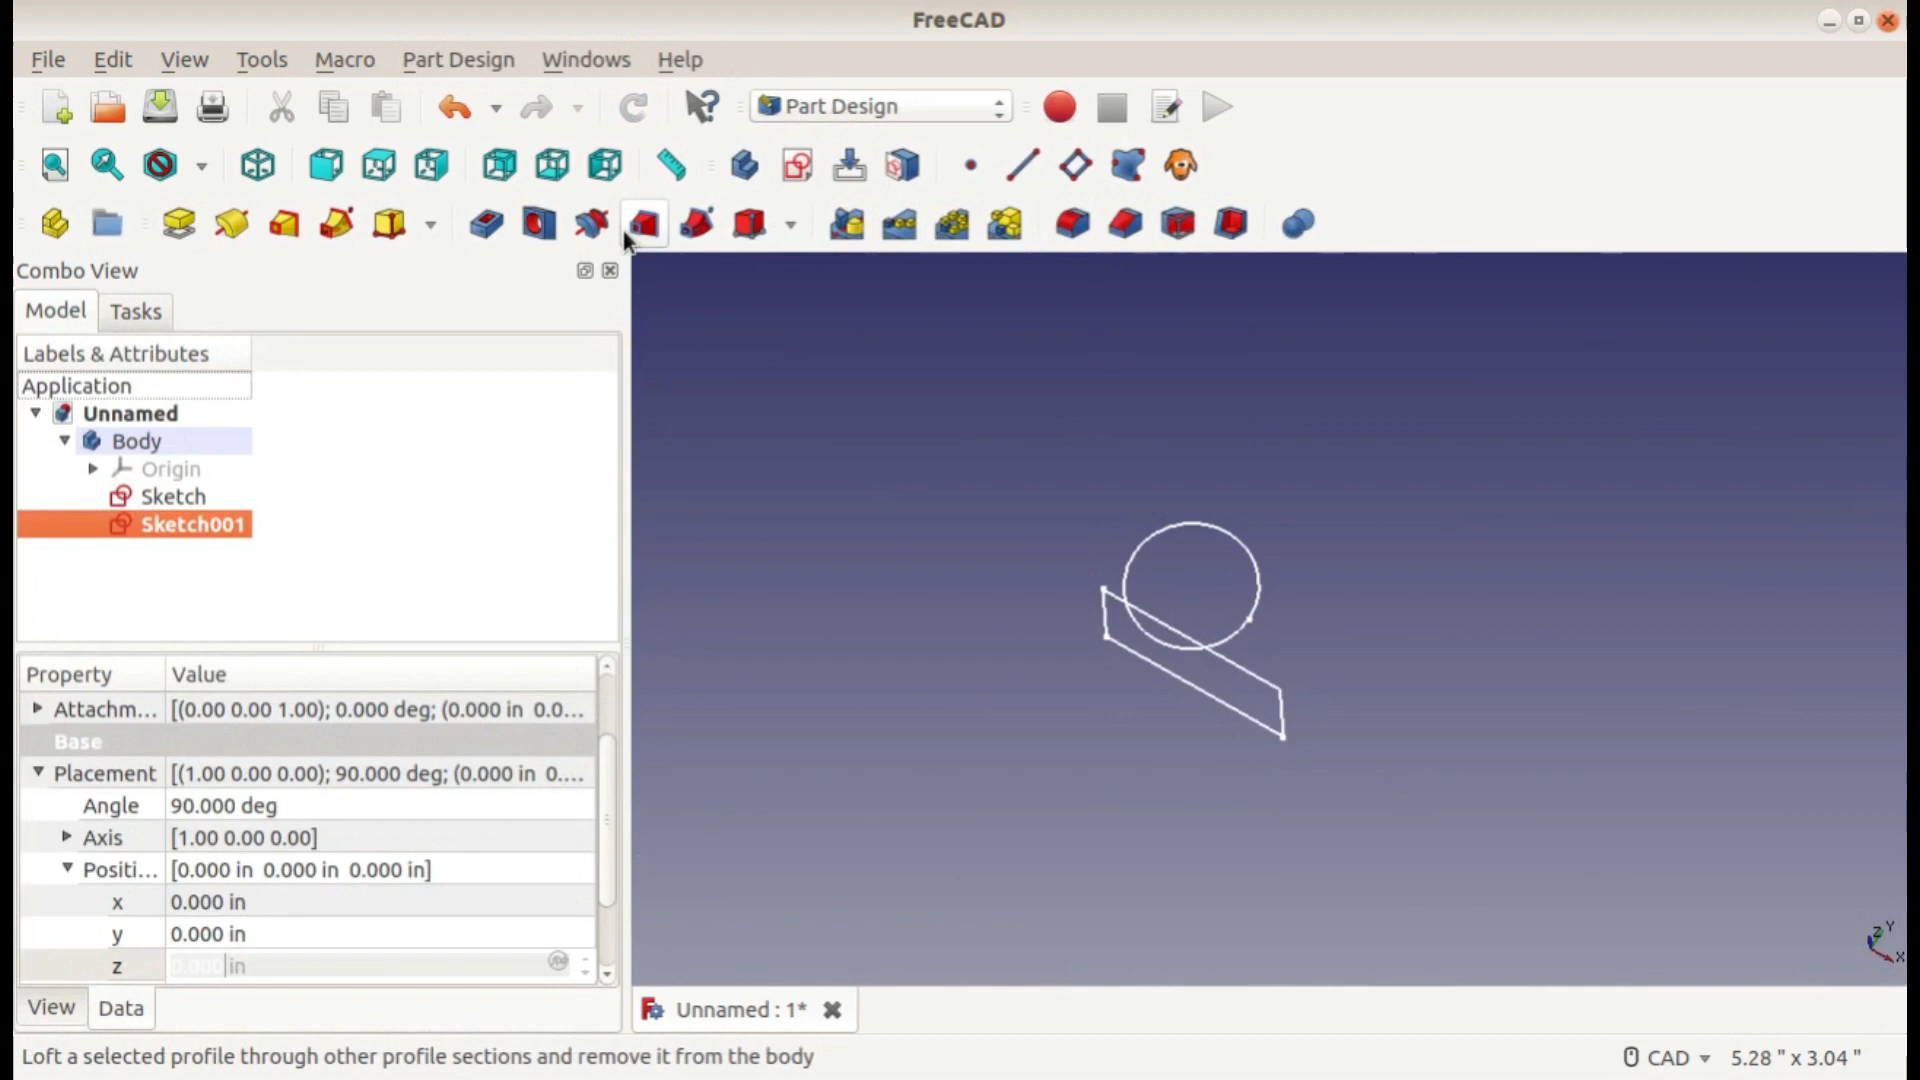 FreeCAD
File Edit View Tools Macro Part Design Windows Help
Part Design
Combo View
Model Tasks
Labels & Attributes
Application
Unnamed
Body
Origin
Sketch
Sketch001
Property Value
Attachm... [(0.00 0.00 1.00); 0.000 deg; (0.000 in 0.0...
Base
Placement [(1.00 0.00 0.00); 90.000 deg; (0.000 in 0....
Angle 90.000 deg
Axis [1.00 0.00 0.00]
Positi... [0.000 in 0.000 in 0.000 in]
x 0.000 in
y 0.000 in
z 0.000 in
Z Y
X
View Data
Unnamed : 1*
Loft a selected profile through other profile sections and remove it from the body
CAD 5.28 " x 3.04 "